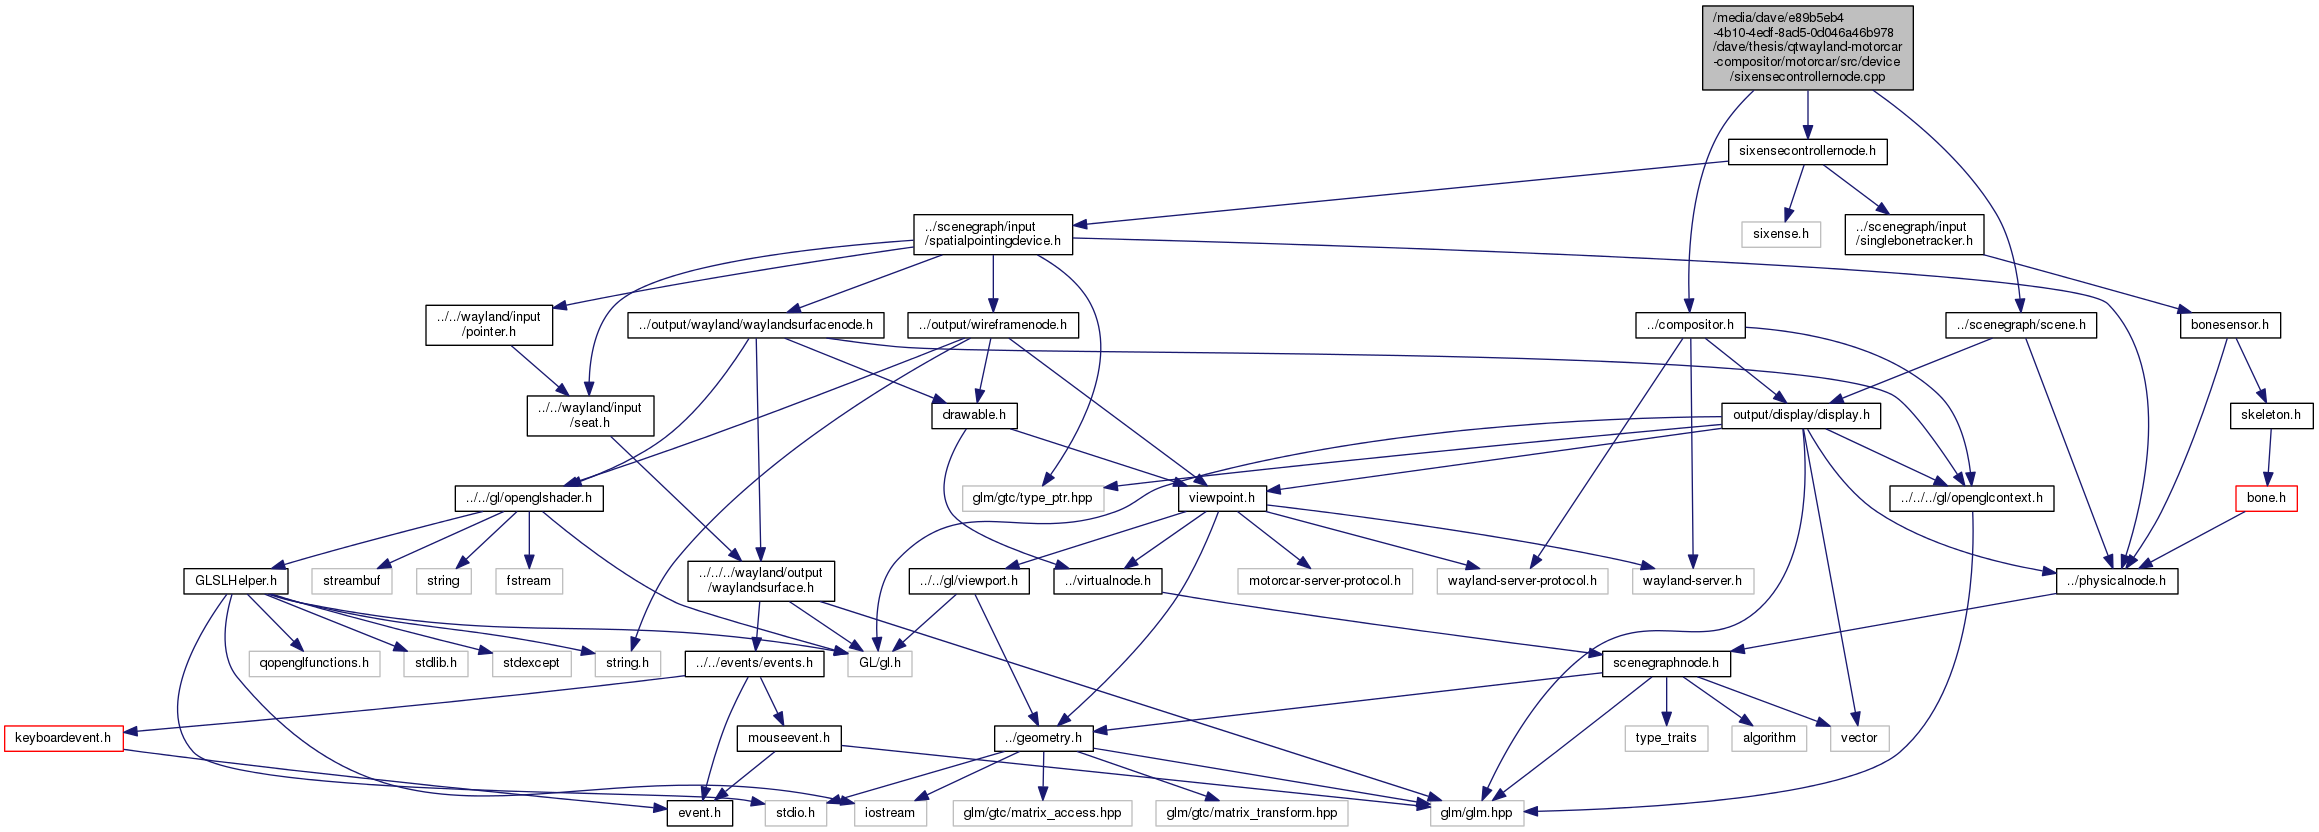 /media/dave/e89b5eb4
-4b10-4edf-8ad5-0d046a46b978
/dave/thesis/qtwayland-motorcar
-compositor/motorcar/src/device
/sixensecontrollernode.cpp
sixensecontrollernode.h
../scenegraph/input
/spatialpointingdevice.h
sixense.h
../scenegraph/input
/singlebonetracker.h
../../wayland/input
/pointer.h
../output/wayland/waylandsurfacenode.h
../output/wireframenode.h
../compositor.h
../scenegraph/scene.h
bonesensor.h
../../wayland/input
/seat.h
drawable.h
output/display/display.h
skeleton.h
../../gl/openglshader.h
glm/gtc/type_ptr.hpp
viewpoint.h
../../../gl/openglcontext.h
bone.h
GLSLHelper.h
streambuf
string
fstream
../../../wayland/output
/waylandsurface.h
../../gl/viewport.h
../virtualnode.h
motorcar-server-protocol.h
wayland-server-protocol.h
wayland-server.h
../physicalnode.h
qopenglfunctions.h
stdlib.h
stdexcept
string.h
../../events/events.h
GL/gl.h
scenegraphnode.h
keyboardevent.h
mouseevent.h
../geometry.h
type_traits
algorithm
vector
event.h
stdio.h
iostream
glm/gtc/matrix_access.hpp
glm/gtc/matrix_transform.hpp
glm/glm.hpp